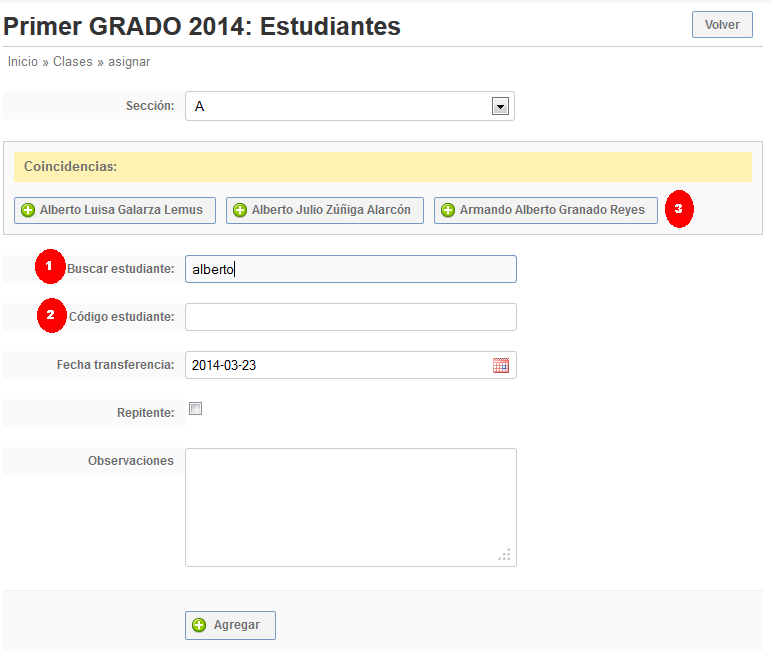 Primer GRADO 2014: Estudiantes
Volver
Inicio » Clases » asignar
Sección: A
Coincidencias:
Alberto Luisa Galarza Lemus Alberto Julio Zúñiga Alarcón Armando Alberto Granado Reyes 3
1 Buscar estudiante: alberto
2 Código estudiante:
Fecha transferencia: 2014-03-23
Repitente:
Observaciones
Agregar